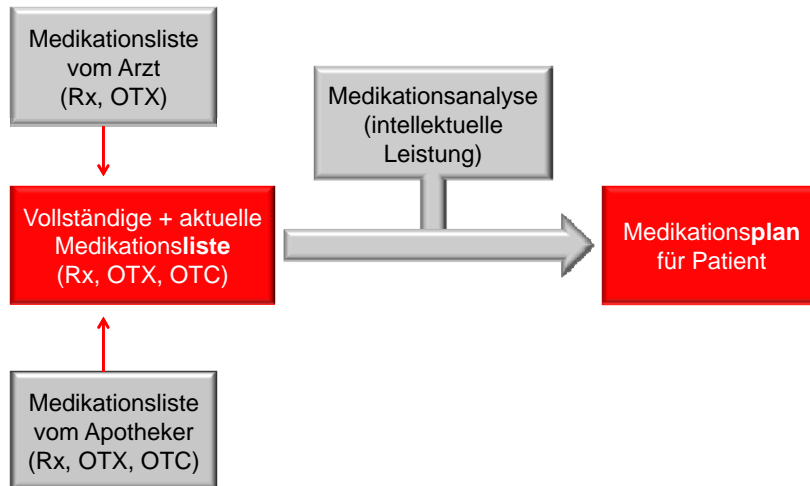 Medikationsliste
vom Arzt
(Rx, OTX)
Medikationsanalyse
(intellektuelle
Leistung)
Vollständige + aktuelle
Medikationsliste
(Rx, OTX, OTC)
Medikationsplan
für Patient
Medikationsliste
vom Apotheker
(Rx, OTX, OTC)